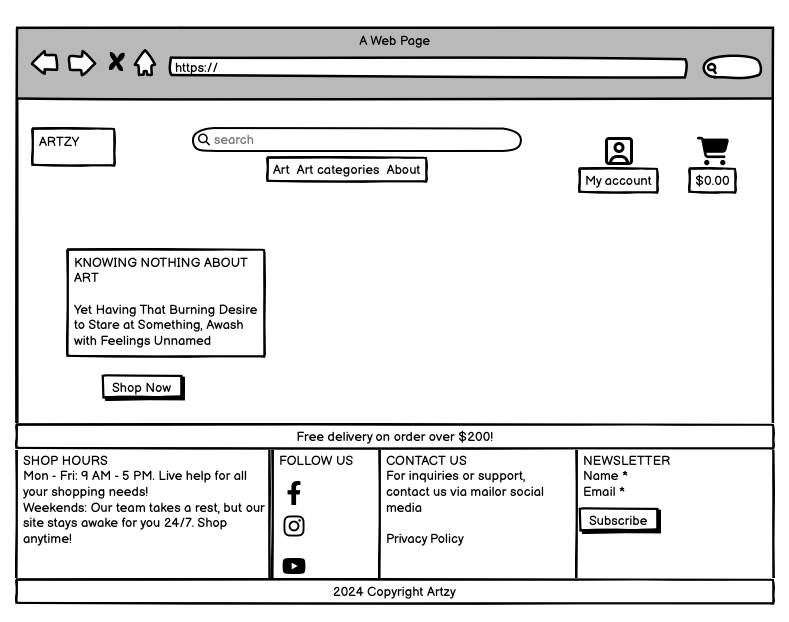 A Web Page
https://
ARTZY
search
Art Art categories About
My account
$0.00
KNOWING NOTHING ABOUT
ART
Yet Having That Burning Desire
to Stare at Something, Awash
with Feelings Unnamed
Shop Now
Free delivery on order over $200!
SHOP HOURS
Mon - Fri: 9 AM - 5 PM. Live help for all
your shopping needs!
Weekends: Our team takes a rest, but our
site stays awake for you 24/7. Shop
anytime!
FOLLOW US
CONTACT US
For inquiries or support,
contact us via mailor social
media
Privacy Policy
NEWSLETTER
Name *
Email *
Subscribe
2024 Copyright Artzy